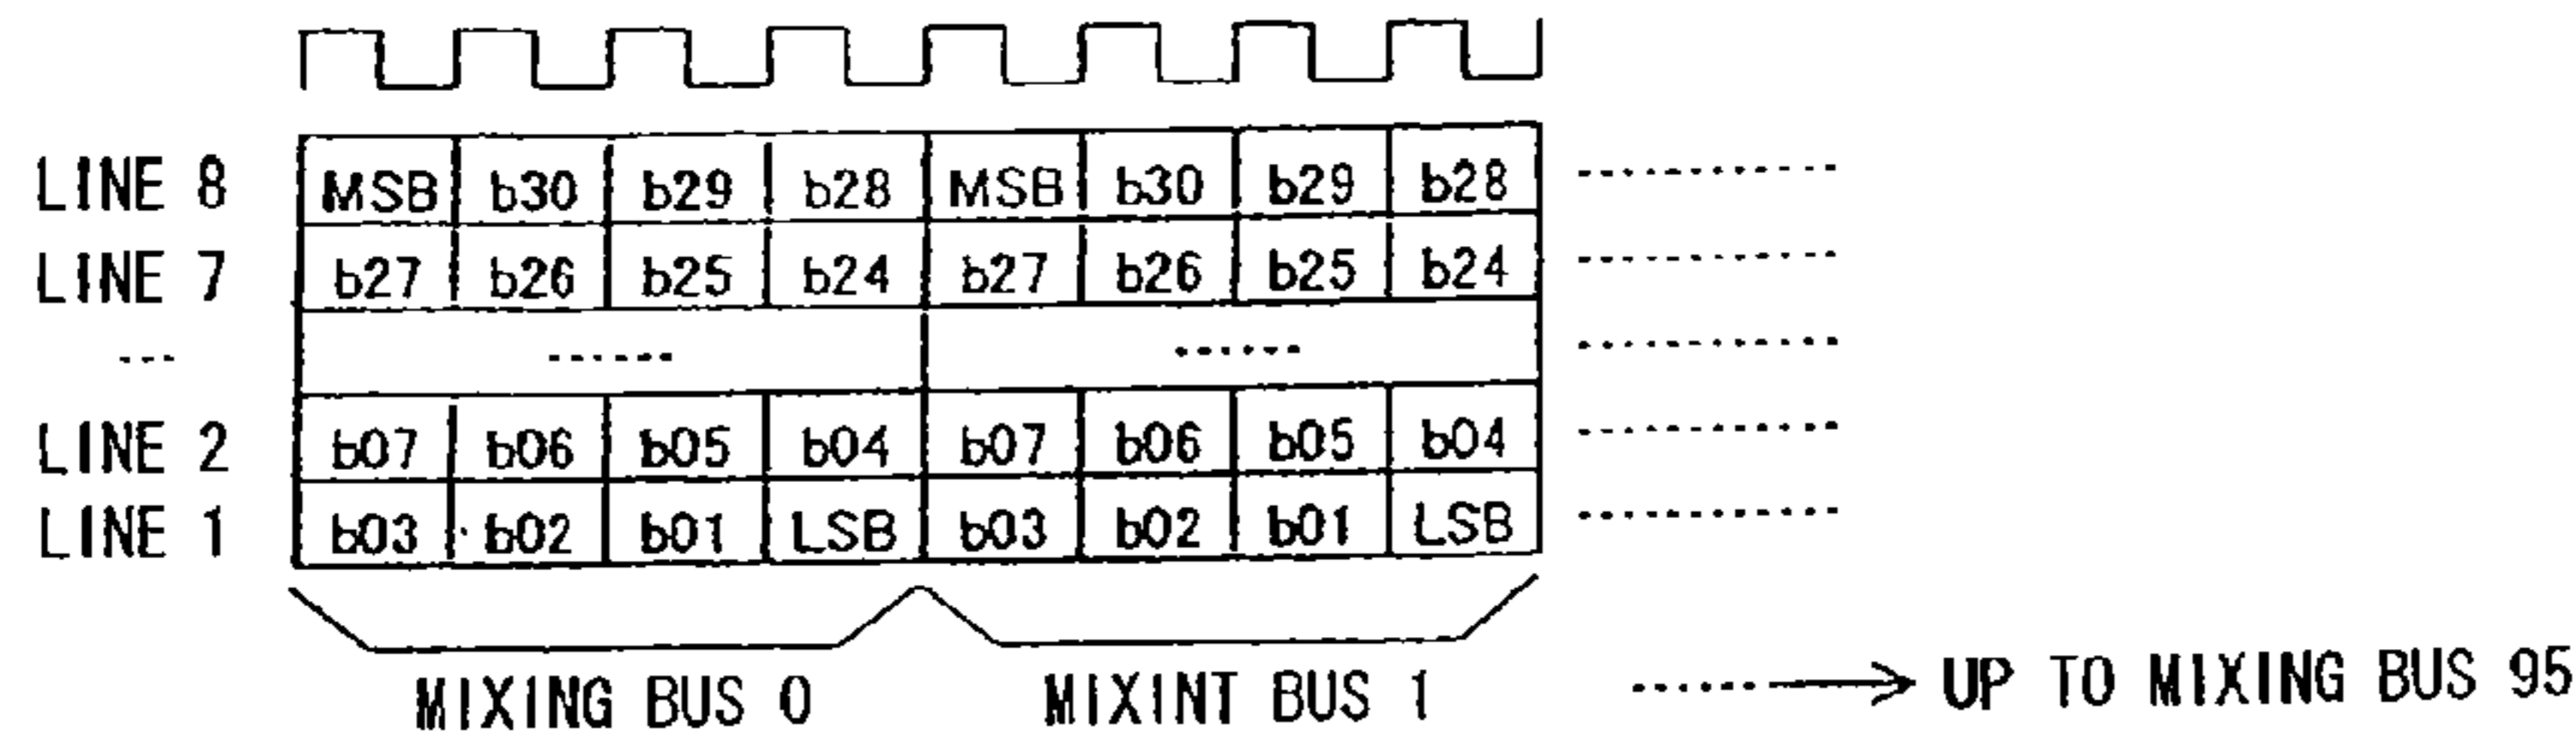 LINE 8 MSB b30 b29 b28 MSB b30 b29 b28 ............
LINE 7 b27 b26 b25 b24 b27 b26 b25 b24 ............
... ...... ...... ............
LINE 2 b07 b06 b05 b04 b07 b06 b05 b04 ............
LINE 1 b03 b02 b01 LSB b03 b02 b01 LSB ............
MIXING BUS 0 MIXINT BUS 1 ...... UP TO MIXING BUS 95